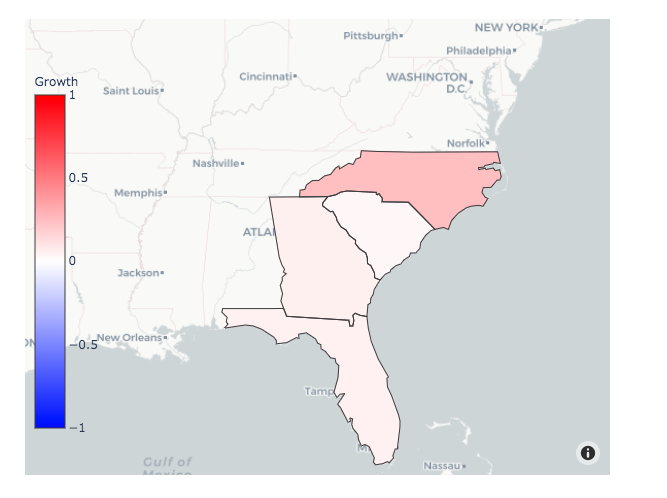 NEW YORK
Pittsburgh
Philadelphia
Cincinnati
WASHINGTON
D.C.
Growth
Saint Louis
1
Norfolk
Nashville
0.5
Memphis
ATLA
0
Jackson
New Orleans
−0.5
Tamp
−1
Gulf of
Mexico
Nassau
i